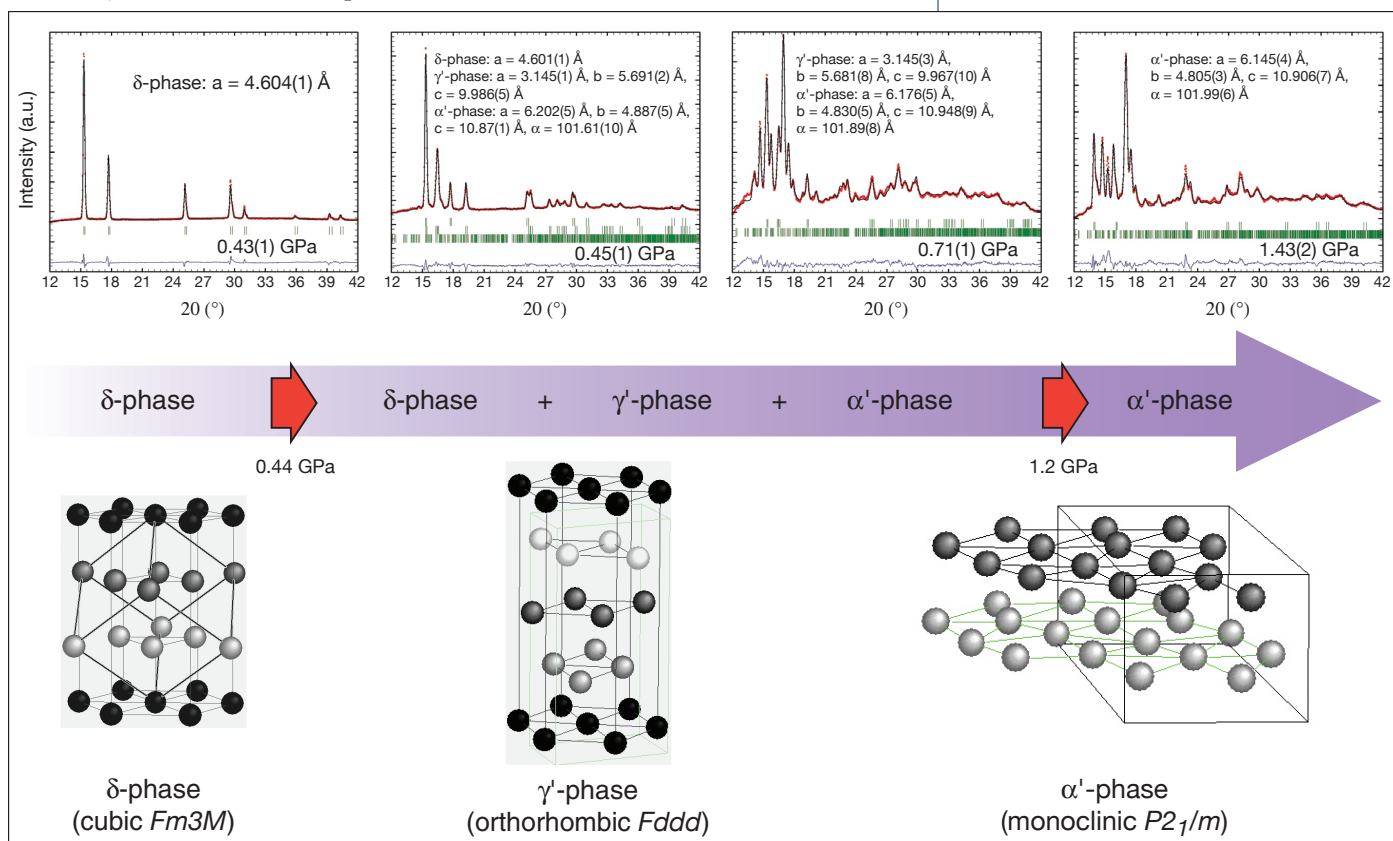 Intensity (a.u.)
δ-phase: a = 4.604(1) Å
0.43(1) GPa
12 15 18 21 24 27 30 33 36 39 42
20 (°)
δ-phase: a = 4.601(1) Å
γ'-phase: a = 3.145(1) Å, b = 5.691(2) Å,
c = 9.986(5) Å
α'-phase: a = 6.202(5) Å, b = 4.887(5) Å,
c = 10.87(1) Å, α = 101.61(10) Å
0.45(1) GPa
12 15 18 21 24 27 30 33 36 39 42
20 (°)
γ'-phase: a = 3.145(3) Å,
b = 5.681(8) Å, c = 9.967(10) Å
α'-phase: a = 6.176(5) Å,
b = 4.830(5) Å, c = 10.948(9) Å,
α = 101.89(8) Å
0.71(1) GPa
12 15 18 21 24 27 30 33 36 39 42
20 (°)
α'-phase: a = 6.145(4) Å,
b = 4.805(3) Å, c = 10.906(7) Å,
α = 101.99(6) Å
1.43(2) GPa
12 15 18 21 24 27 30 33 36 39 42
20 (°)
δ-phase δ-phase + γ'-phase + α'-phase α'-phase
0.44 GPa 1.2 GPa
δ-phase
(cubic Fm3M)
γ'-phase
(orthorhombic Fddd)
α'-phase
(monoclinic P2₁/m)